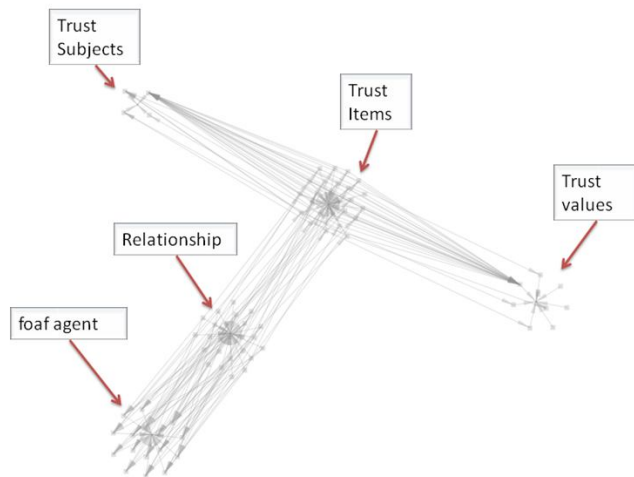 Trust
Subjects
Trust
Items
Trust
values
Relationship
foaf agent